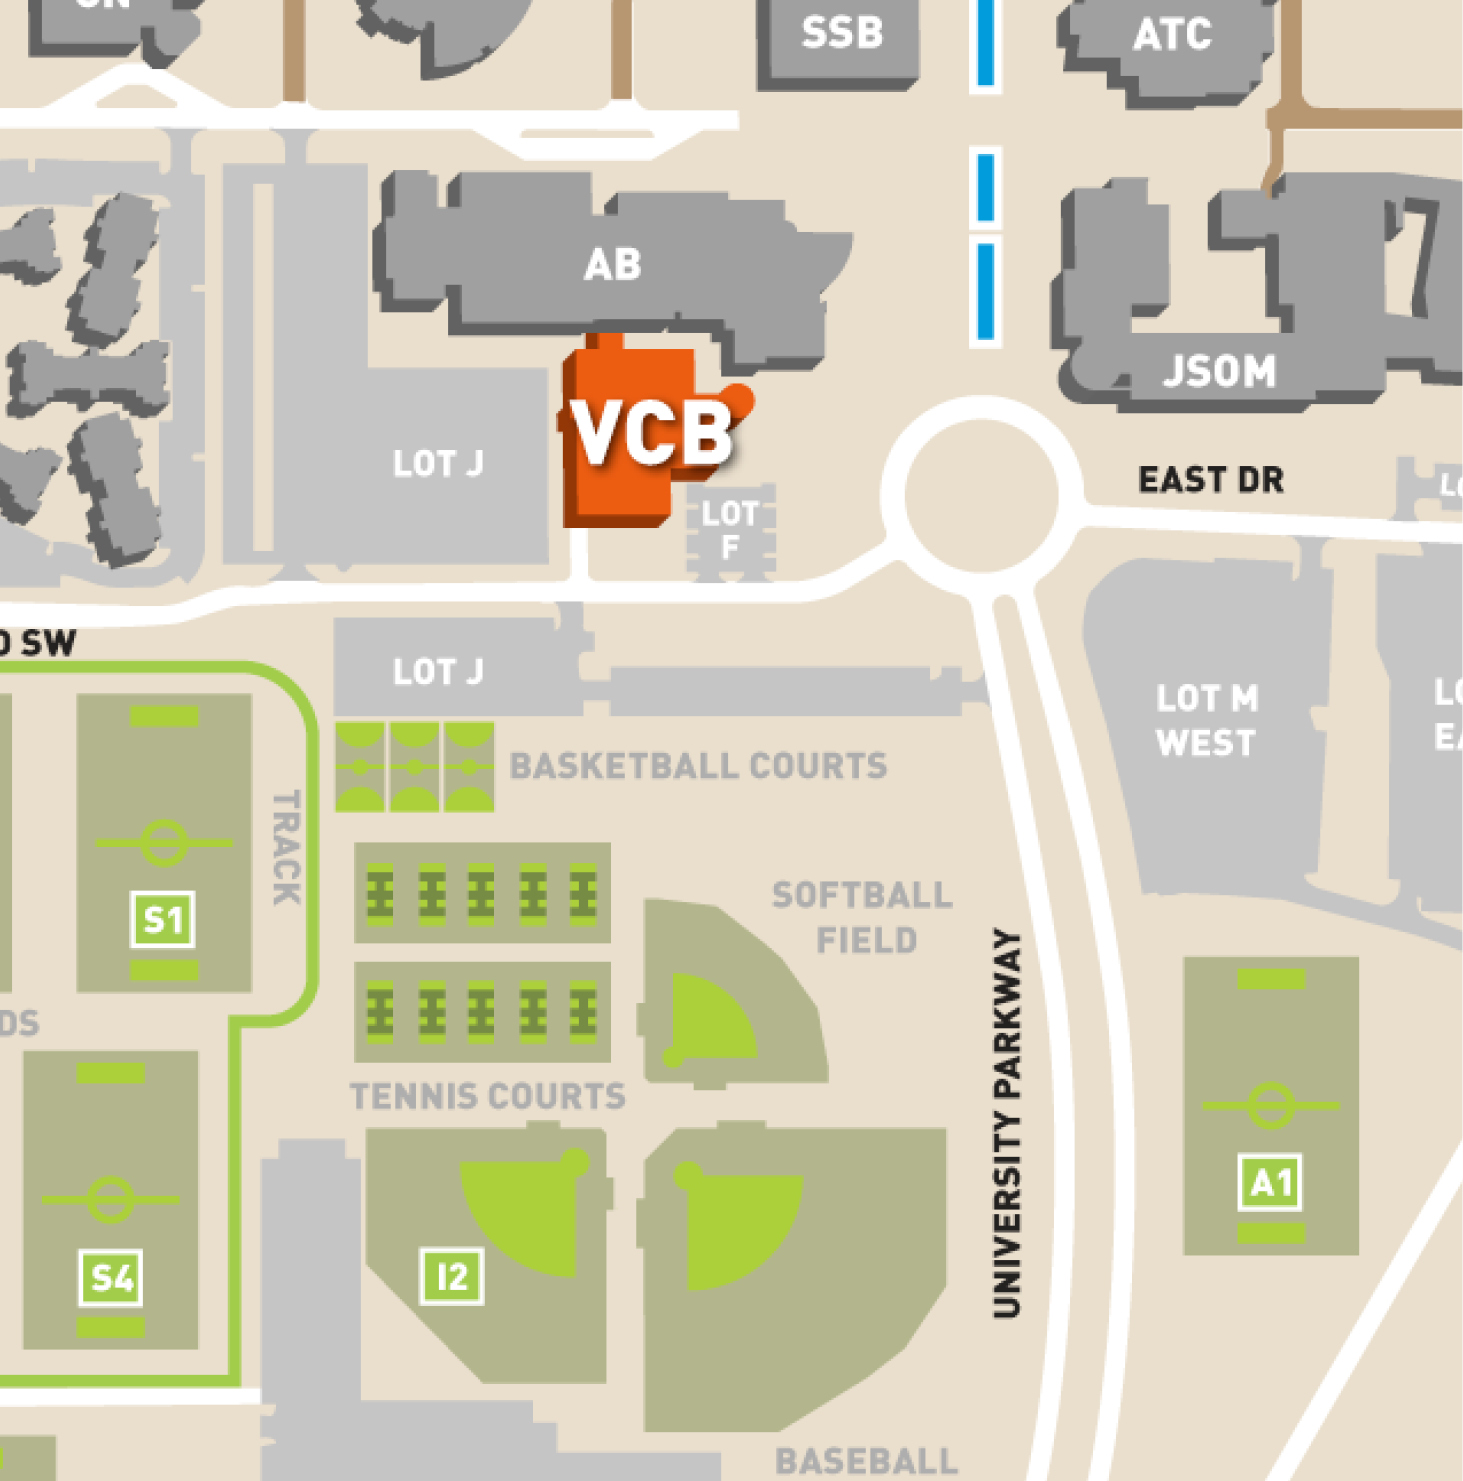 SSB
ATC
AB
JSOM
VCB
LOT J
LOT
F
EAST DR
SW
LOT J
LOT M
WEST
BASKETBALL COURTS
TRACK
S1
SOFTBALL
FIELD
UNIVERSITY PARKWAY
TENNIS COURTS
A1
S4
I2
BASEBALL